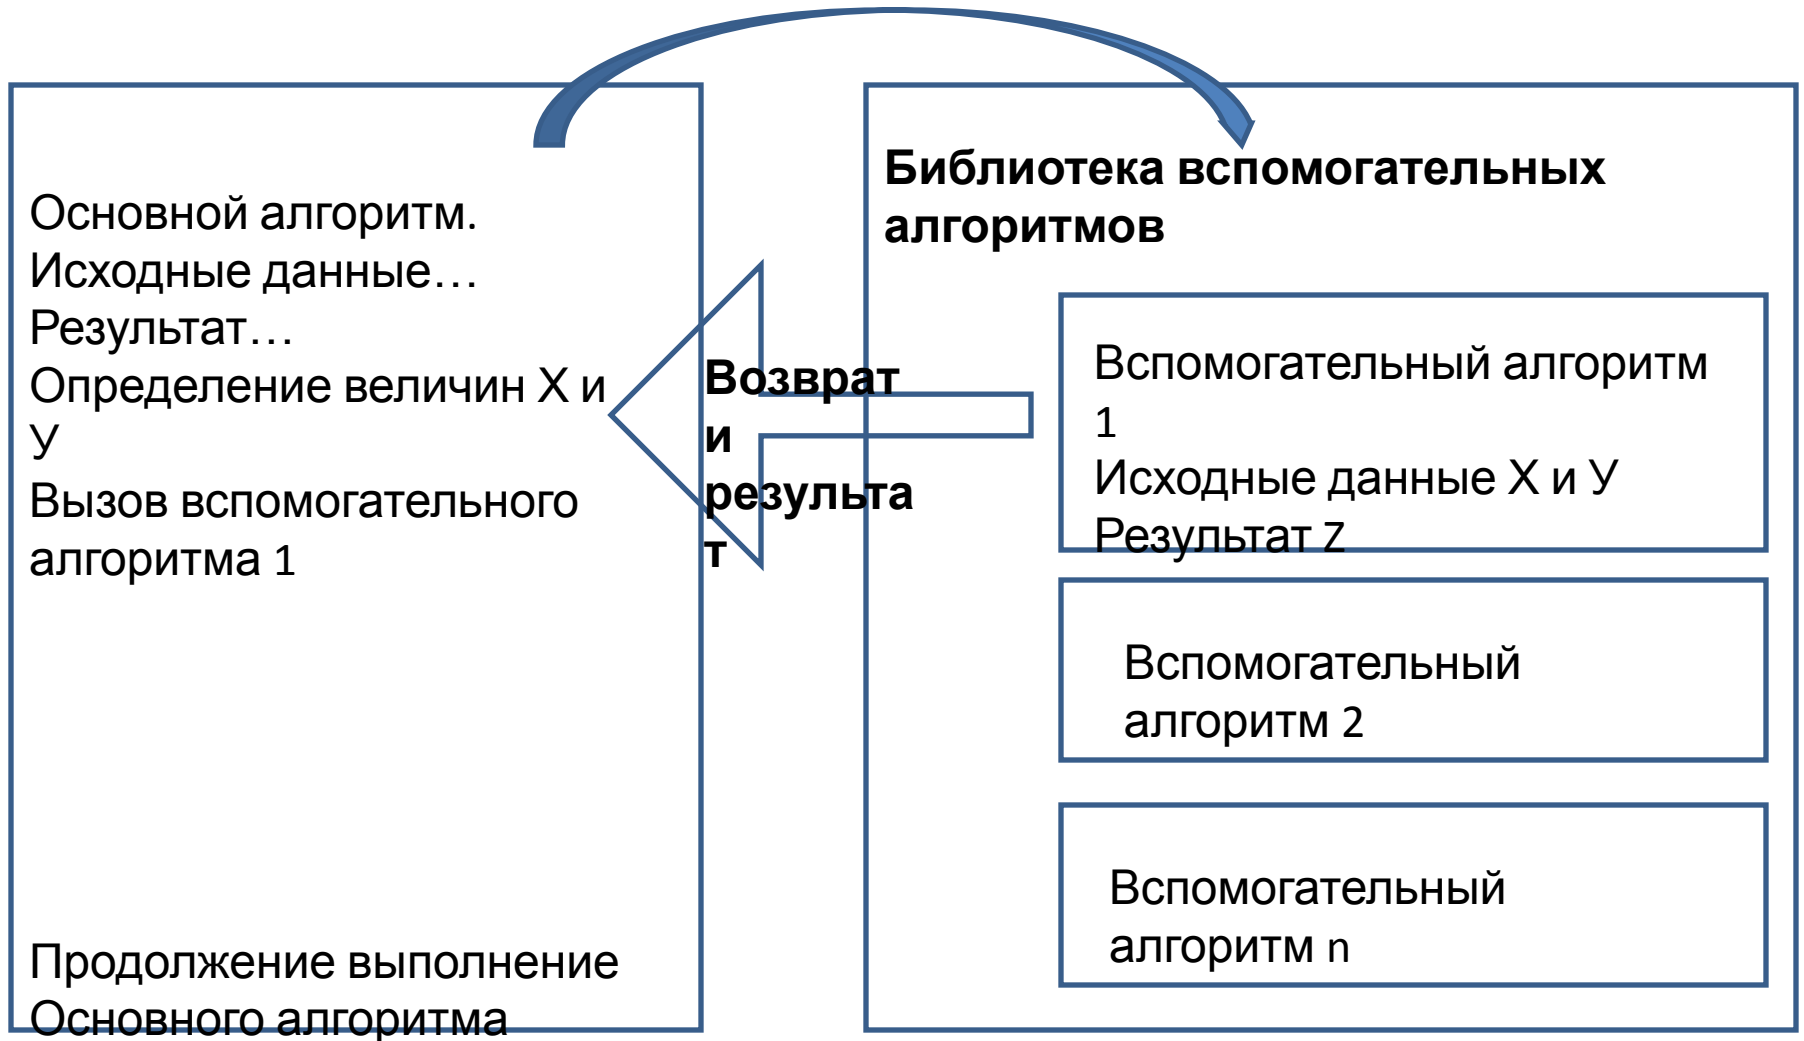 Основной алгоритм.
Исходные данные…
Результат…
Определение величин Х и
У
Вызов вспомогательного
алгоритма 1
Продолжение выполнение
Основного алгоритма
Возврат
и
результа
т
Библиотека вспомогательных
алгоритмов
Вспомогательный алгоритм
1
Исходные данные Х и У
Результат Z
Вспомогательный
алгоритм 2
Вспомогательный
алгоритм n